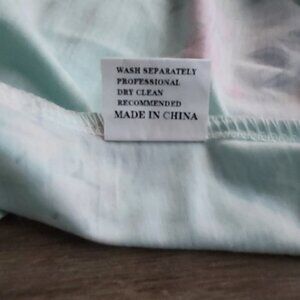 WASH SEPARATELY
PROFESSIONAL
DRY CLEAN
RECOMMENDED
MADE IN CHINA